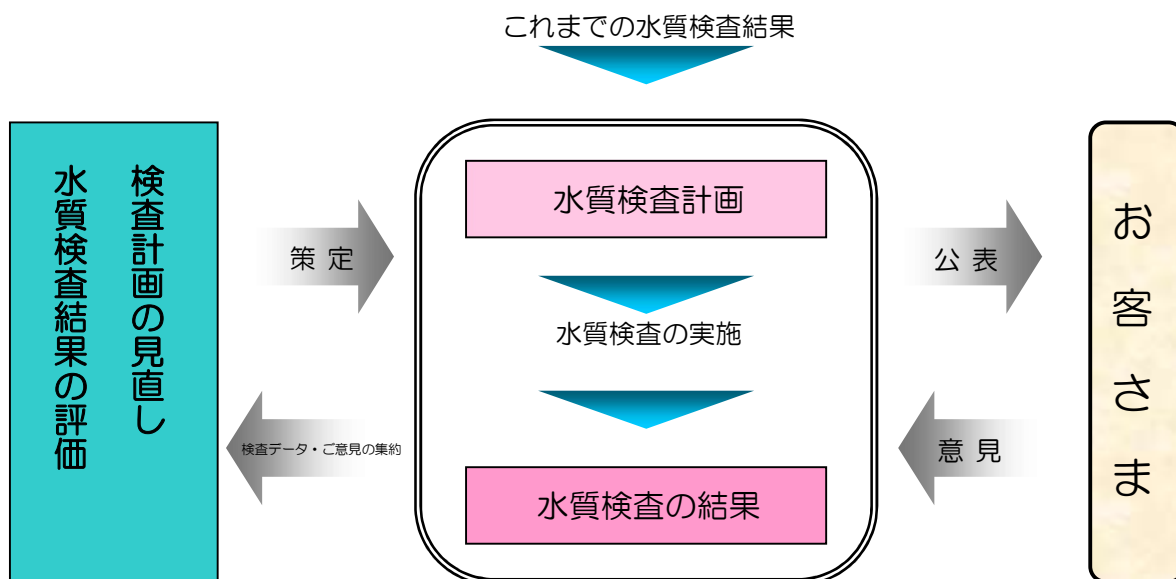 これまでの水質検査結果
検査計画の見直し
水質検査結果の評価
策定
検査データ・ご意見の集約
水質検査計画
水質検査の実施
水質検査の結果
公表
意見
お客さま